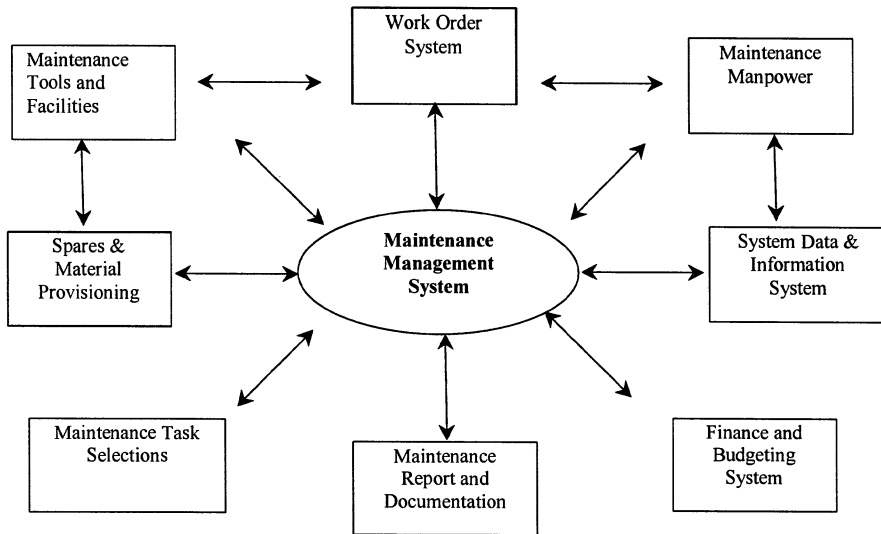 Work Order
System
Maintenance
Tools and
Facilities
Maintenance
Manpower
Spares &
Material
Provisioning
Maintenance
Management
System
System Data &
Information
System
Maintenance Task
Selections
Maintenance
Report and
Documentation
Finance and
Budgeting
System